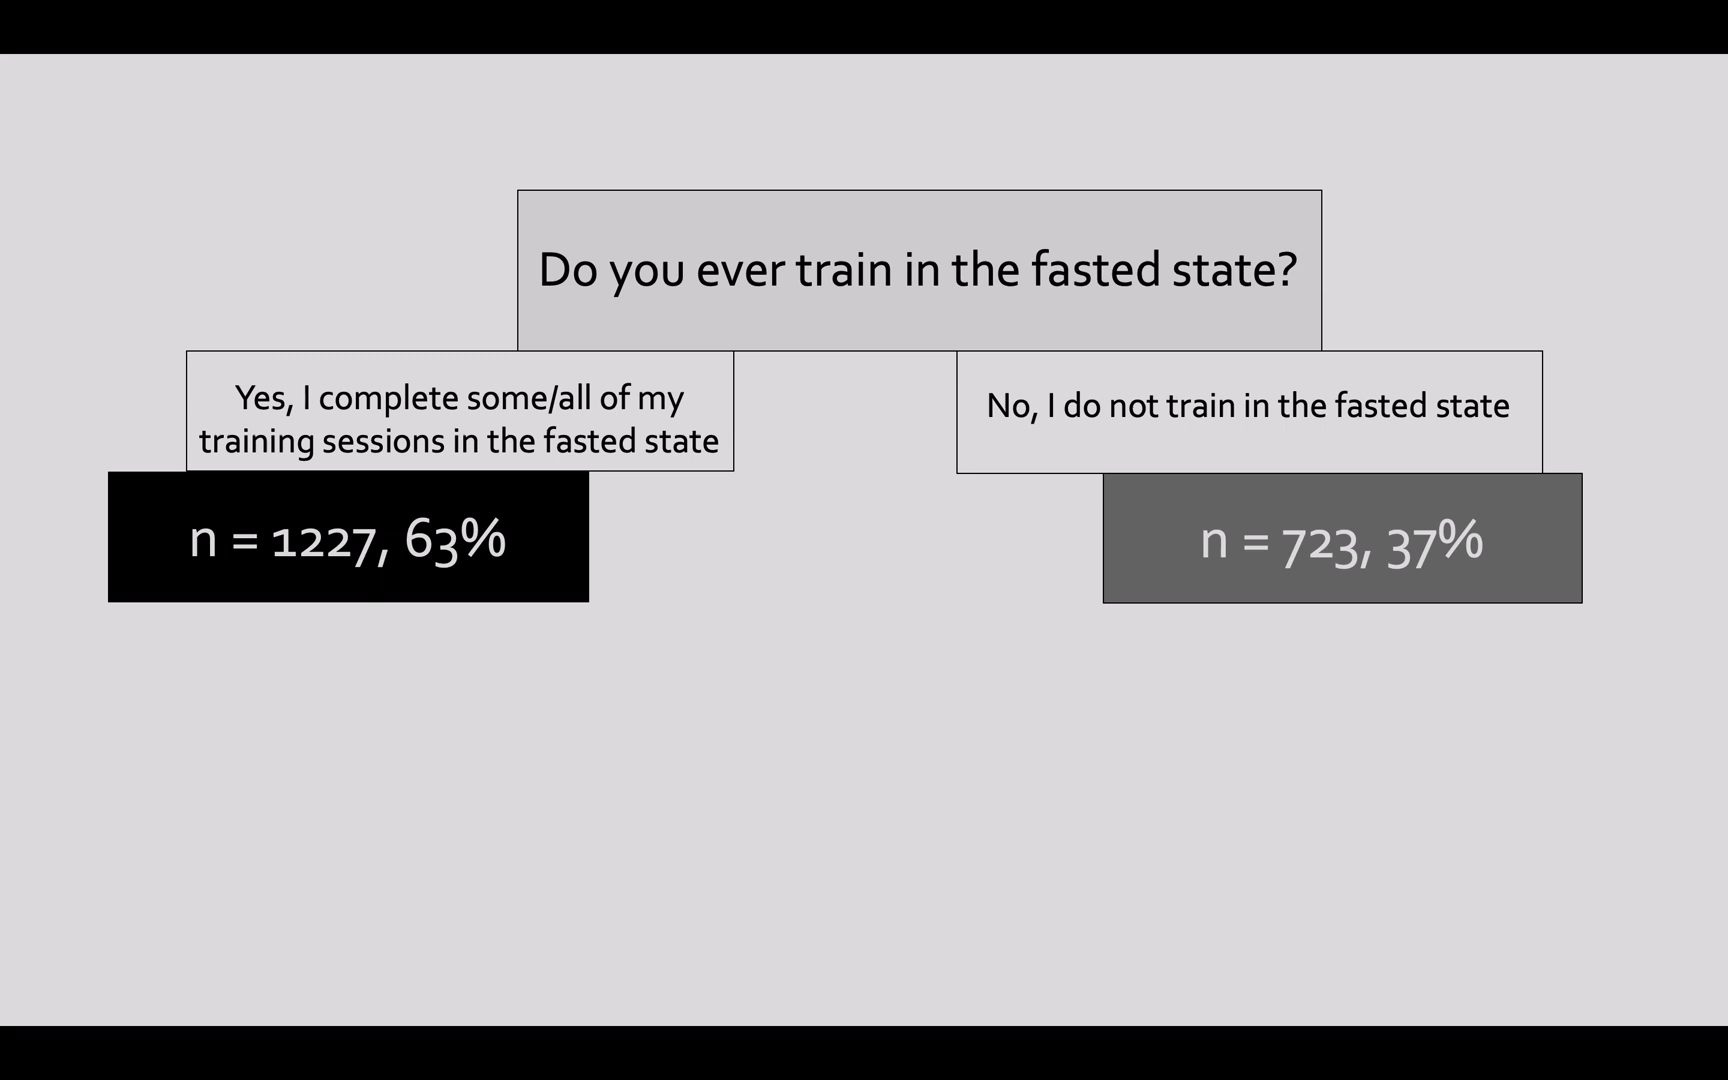 Do you ever train in the fasted state?
Yes, I complete some/all of my
training sessions in the fasted state
No, I do not train in the fasted state
n = 1227, 63%
n = 723, 37%